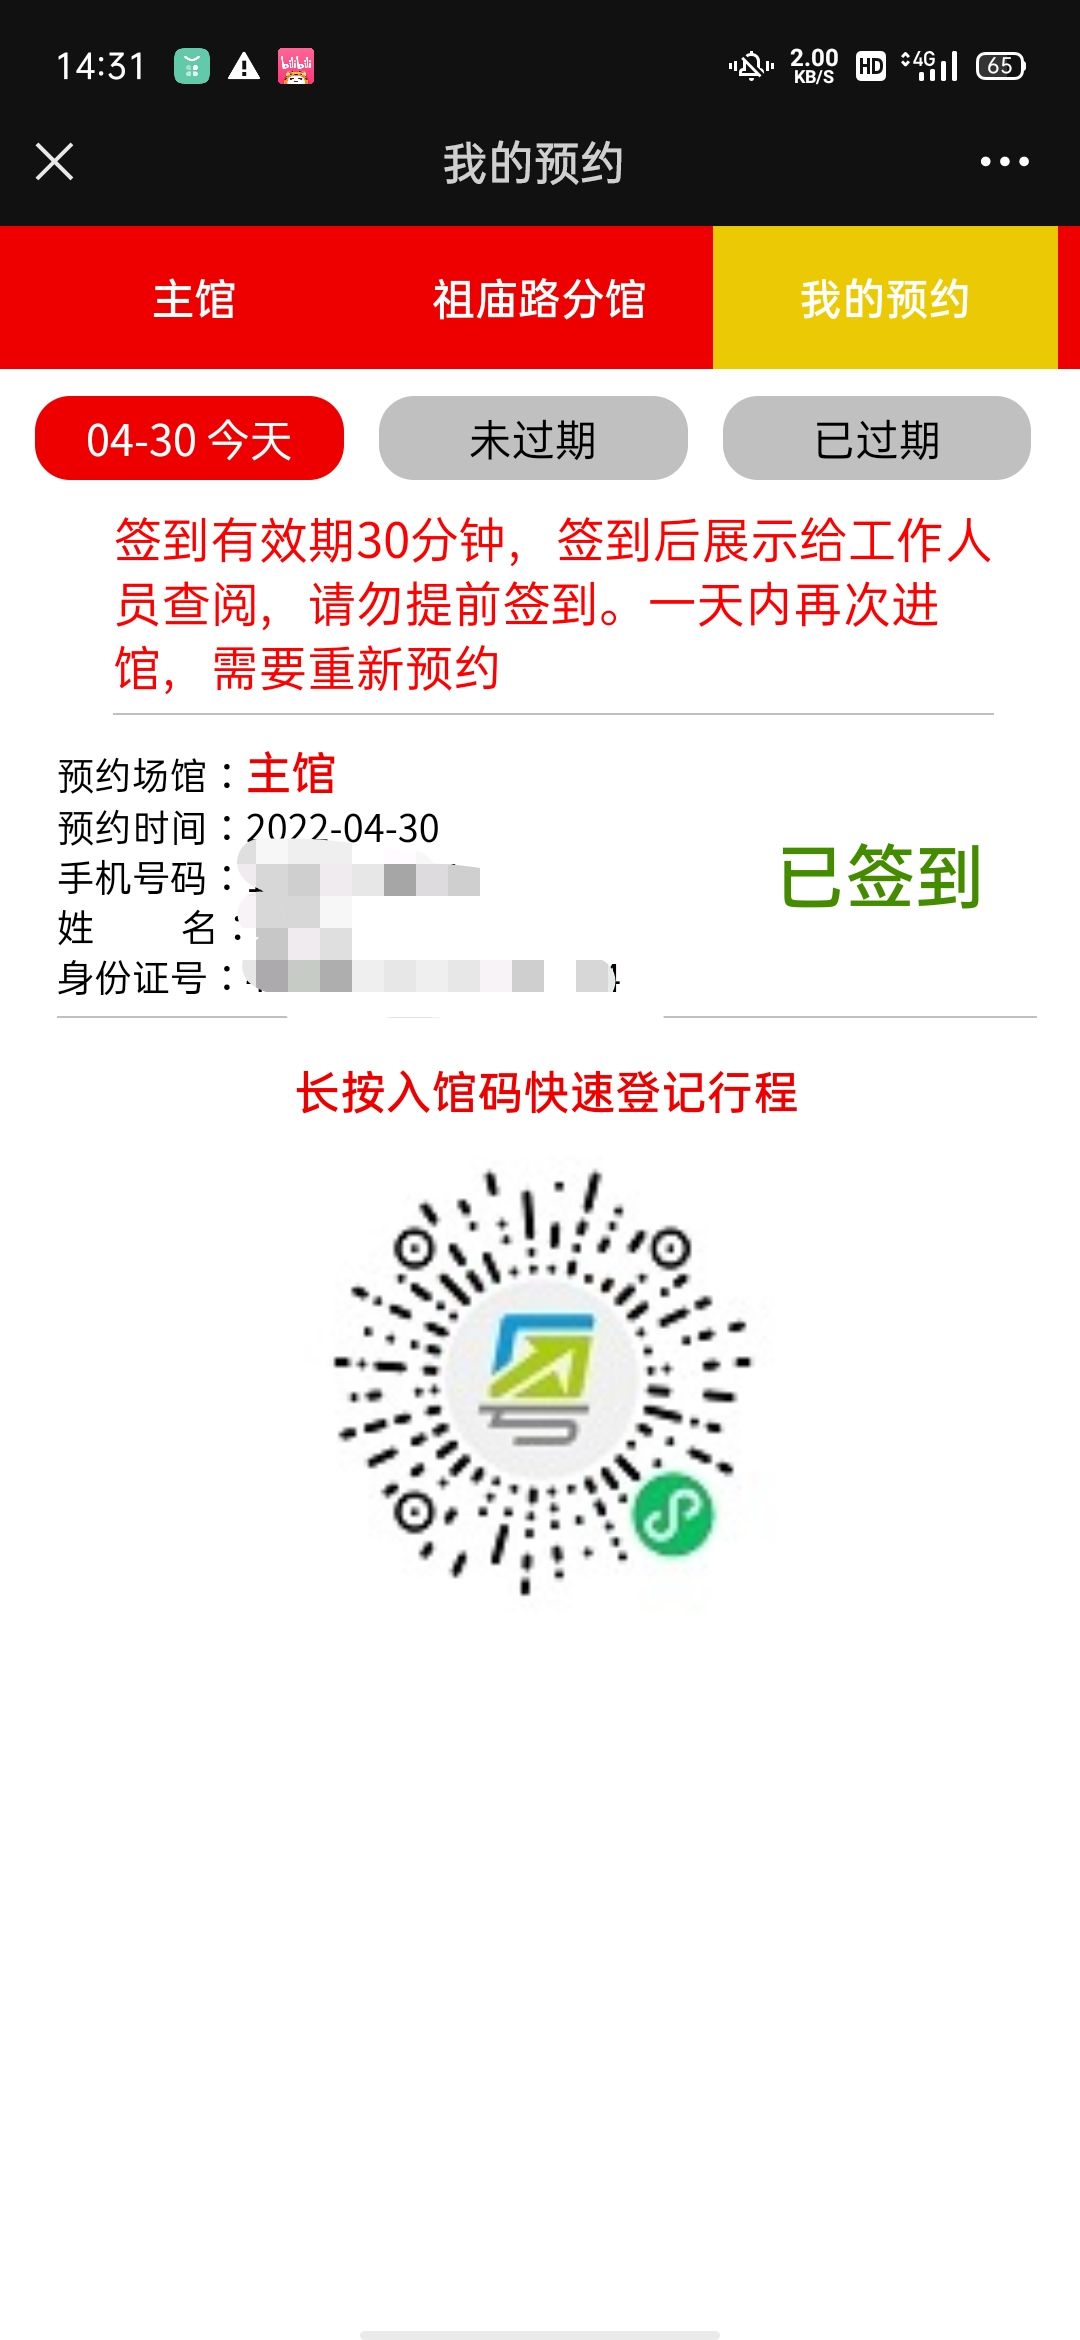 14:31
bilibili
2.00
KB/S
HD
4G
65
我的预约
主馆
祖庙路分馆
我的预约
04-30 今天
未过期
已过期
签到有效期30分钟，签到后展示给工作人
员查阅，请勿提前签到。一天内再次进
馆，需要重新预约
预约场馆：主馆
预约时间：2022-04-30
手机号码：
姓 名：
身份证号：
已签到
长按入馆码快速登记行程